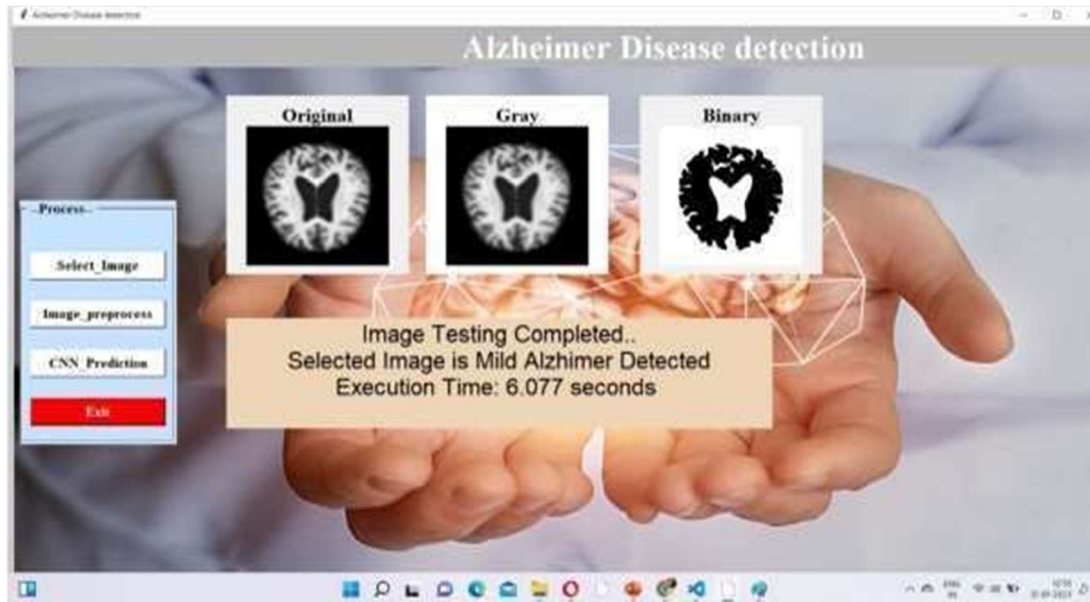 Alzheimer Disease detection
Alzheimer Disease detection
Original
Gray
Binary
..Process..
Select_Image
Image_preprocess
CNN_Prediction
Exit
Image Testing Completed..
Selected Image is Mild Alzhimer Detected
Execution Time: 6.077 seconds
ENG